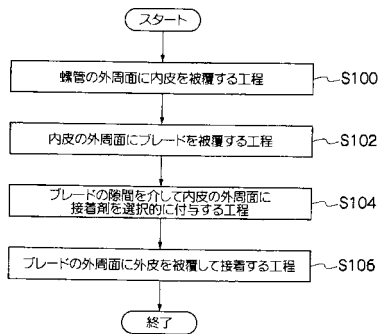 スタート
螺管の外周面に内皮を被覆する工程
S100
内皮の外周面にブレードを被覆する工程
S102
ブレードの隙間を介して内皮の外周面に
接着剤を選択的に付与する工程
S104
ブレードの外周面に外皮を被覆して接着する工程
S106
終了